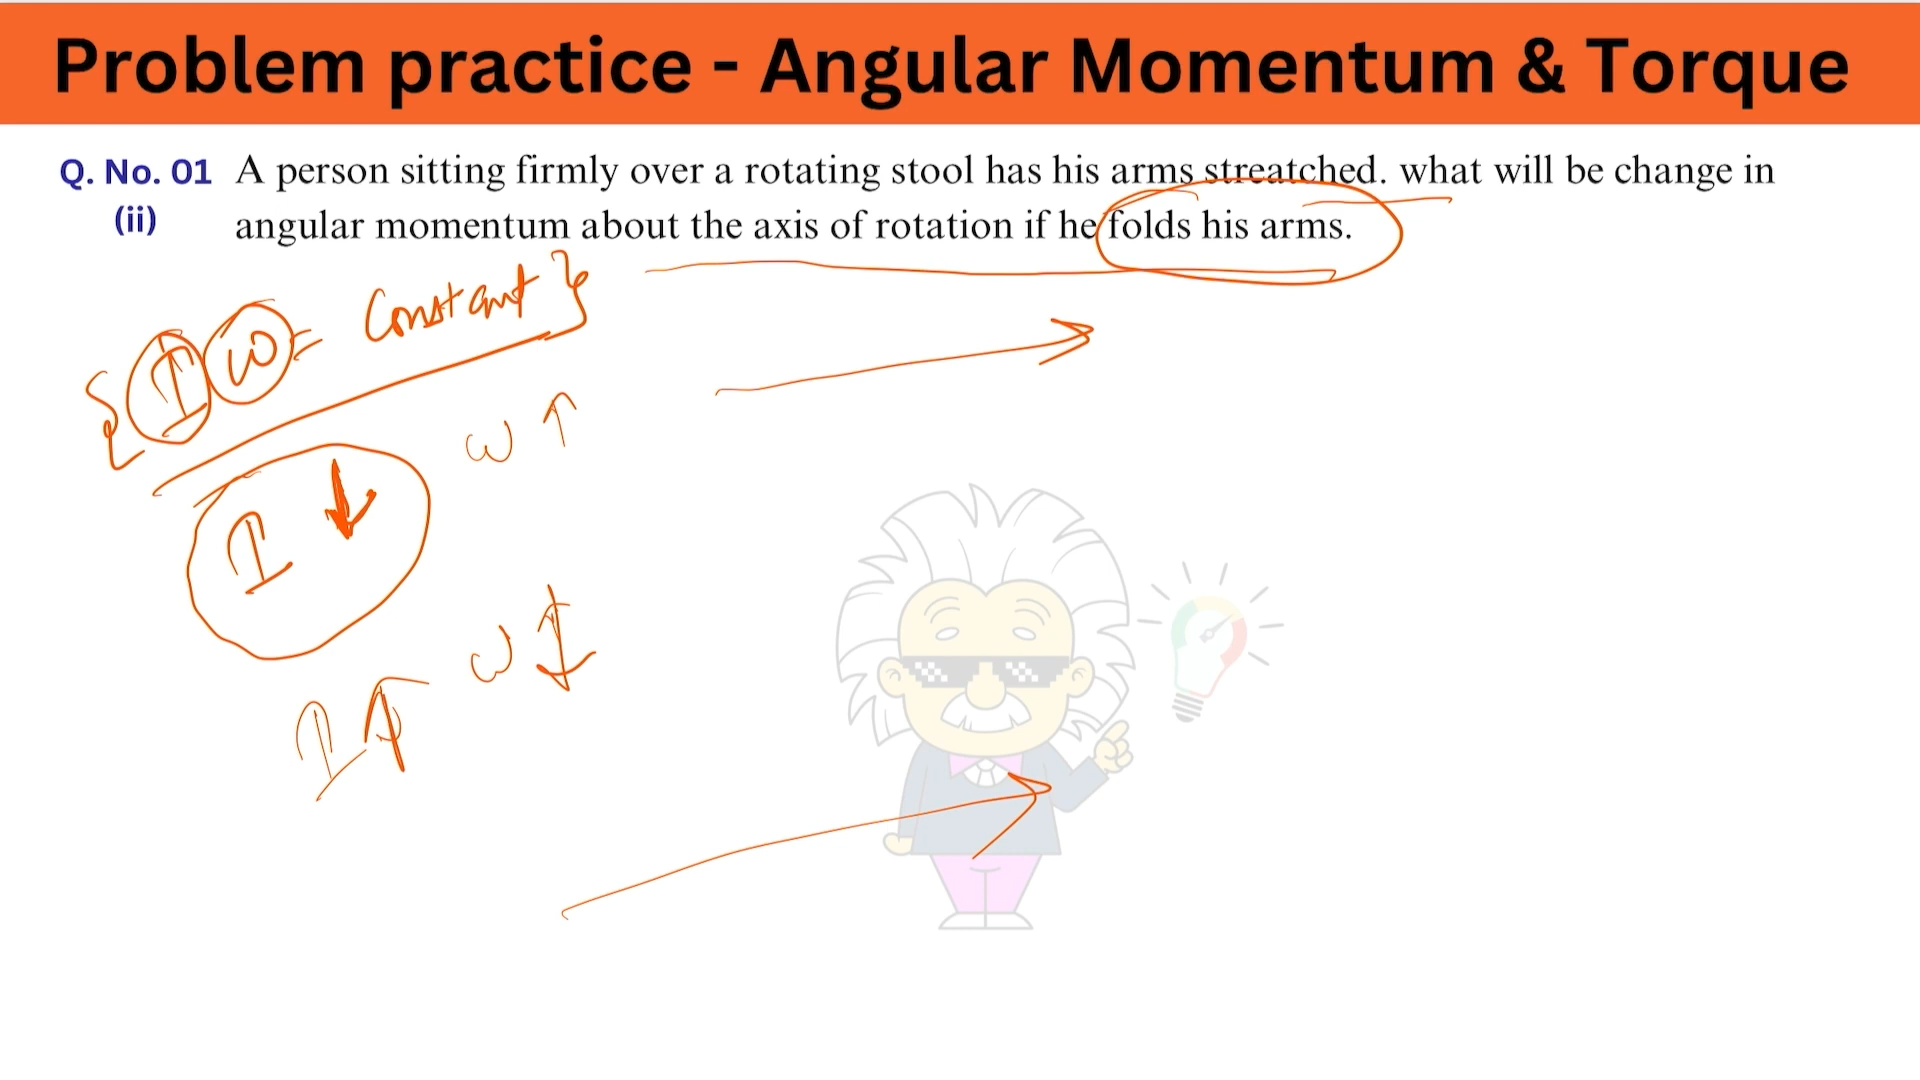 Problem practice - Angular Momentum & Torque
Q. No. 01 A person sitting firmly over a rotating stool has his arms streatched. what will be change in
(ii) angular momentum about the axis of rotation if he folds his arms.
{I ω = Constant}
ω ↑
I ↓
ω ↓
I ↑